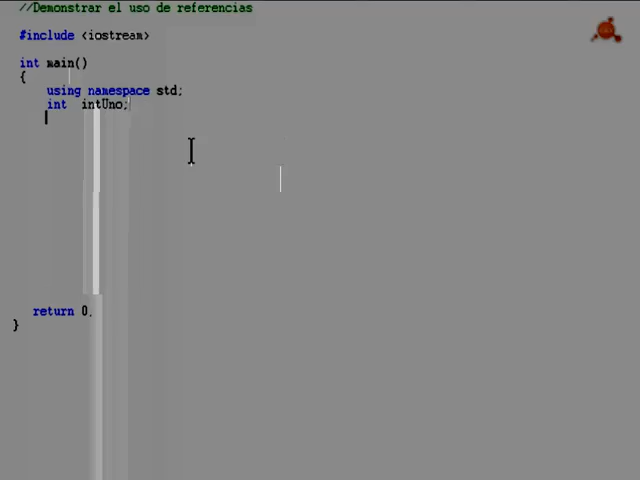 //Demonstrar el uso de referencias
#include <iostream>
int main()
{
using namespace std;
int intUno;
return 0;
}